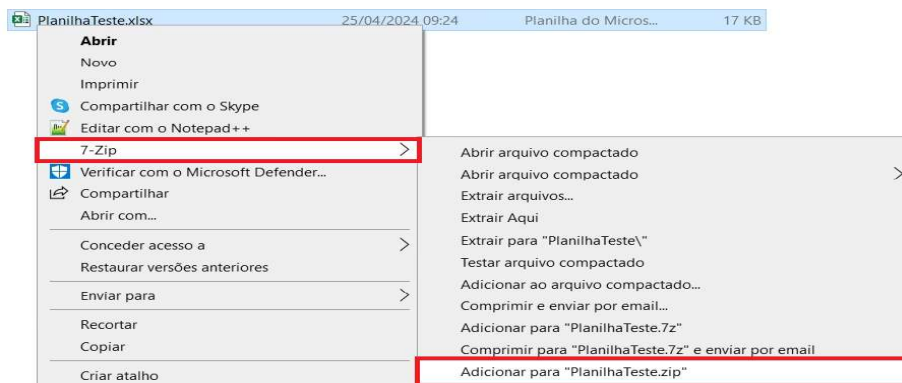 PlanilhaTeste.xlsx 25/04/2024 09:24 Planilha do Micros... 17 KB
Abrir
Novo
Imprimir
Compartilhar com o Skype
Editar com o Notepad++
7-Zip
Verificar com o Microsoft Defender...
Compartilhar
Abrir com...
Conceder acesso a
Restaurar versões anteriores
Enviar para
Recortar
Copiar
Criar atalho
Abrir arquivo compactado
Abrir arquivo compactado
Extrair arquivos...
Extrair Aqui
Extrair para "PlanilhaTeste\"
Testar arquivo compactado
Adicionar ao arquivo compactado...
Comprimir e enviar por email...
Adicionar para "PlanilhaTeste.7z"
Comprimir para "PlanilhaTeste.7z" e enviar por email
Adicionar para "PlanilhaTeste.zip"